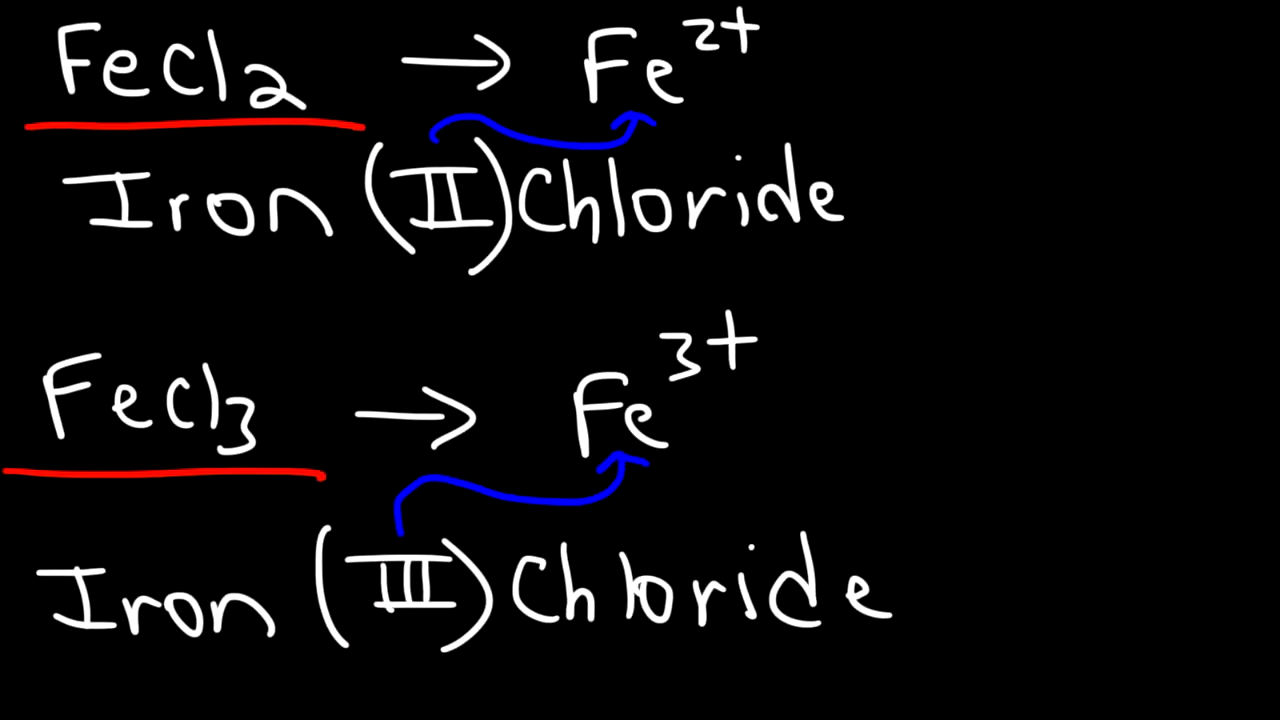 FeCl₂ → Fe²⁺
Iron (II) Chloride
FeCl₃ → Fe³⁺
Iron (III) Chloride